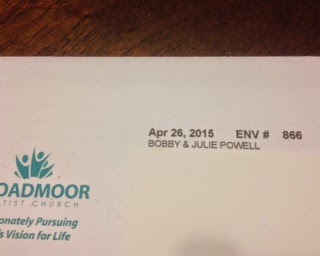 Apr 26, 2015 ENV # 866
BOBBY & JULIE POWELL
OADMOOR
TIST CHURCH
onately Pursuing
s Vision for Life